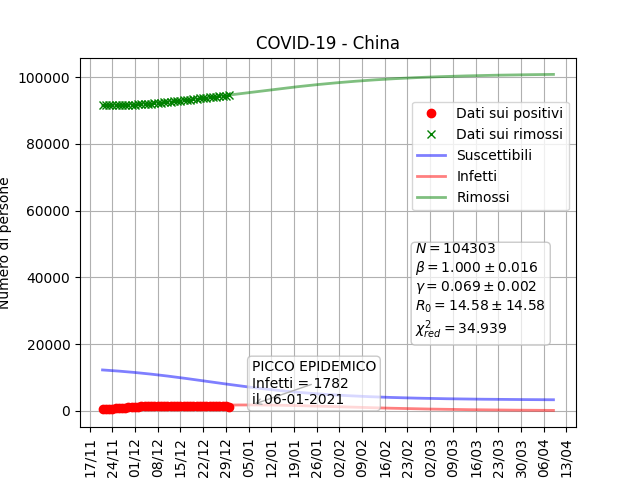 COVID-19 - China
Numero di persone
100000
80000
60000
40000
20000
0
Dati sui positivi
Dati sui rimossi
Suscettibili
Infetti
Rimossi
N = 104303
β = 1.000 ± 0.016
γ = 0.069 ± 0.002
R₀ = 14.58 ± 14.58
χ²_red = 34.939
PICCO EPIDEMICO
Infetti = 1782
il 06-01-2021
17/11 24/11 01/12 08/12 15/12 22/12 29/12 05/01 12/01 19/01 26/01 02/02 09/02 16/02 23/02 02/03 09/03 16/03 23/03 30/03 06/04 13/04